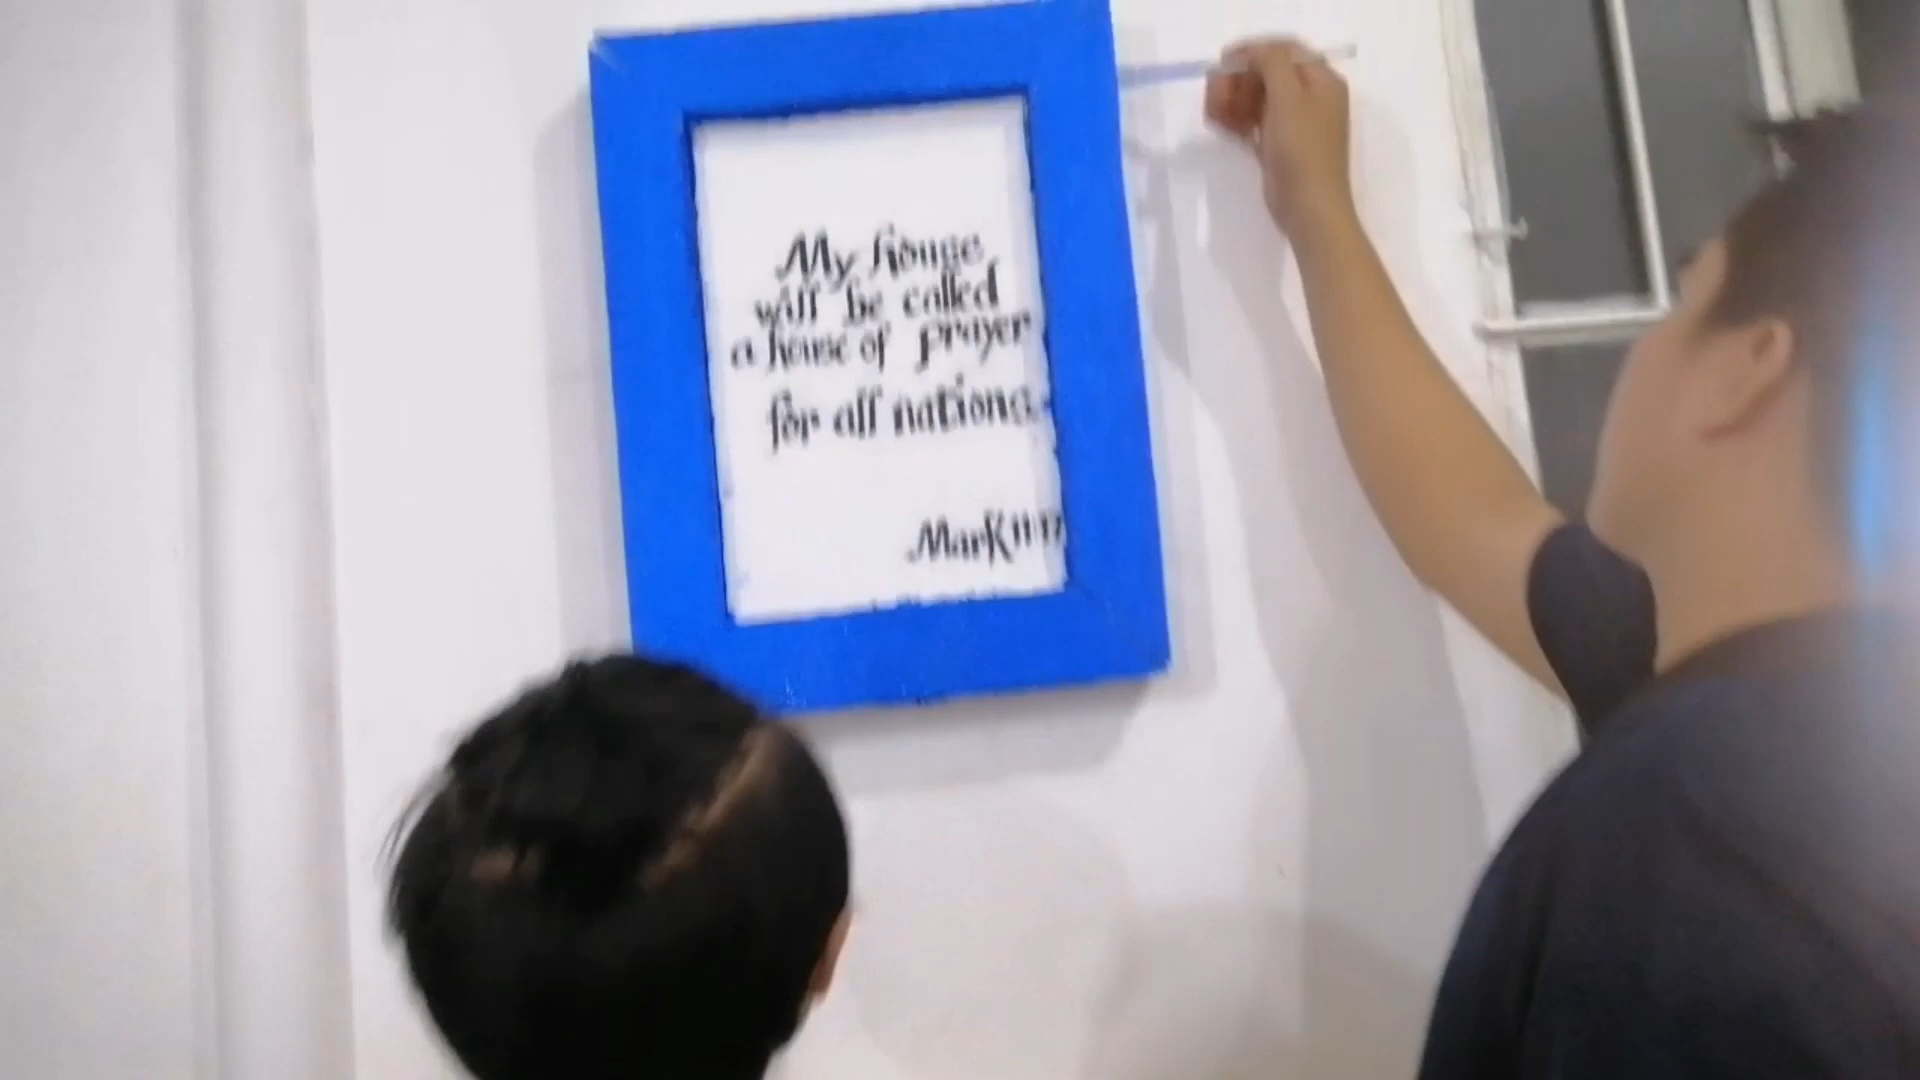 My house
will be called
a house of prayer
for all nations.
Mark 11:17